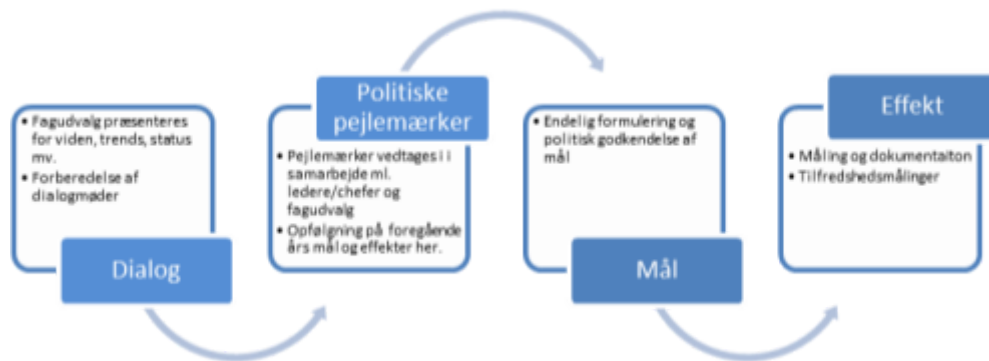 • Fagudvalg præsenteres
for viden, trends, status
mv.
• Forberedelse af
dialogmøder
Dialog
Politiske
pejlemærker
• Pejlemærker vedtages i i
samarbejde ml.
ledere/chefer og
fagudvalg
• Opfølgning på foregående
års mål og effekter her.
• Endelig formulering og
politisk godkendelse af
mål
Mål
Effekt
• Måling og dokumentaiton
• Tilfredshedsmålinger